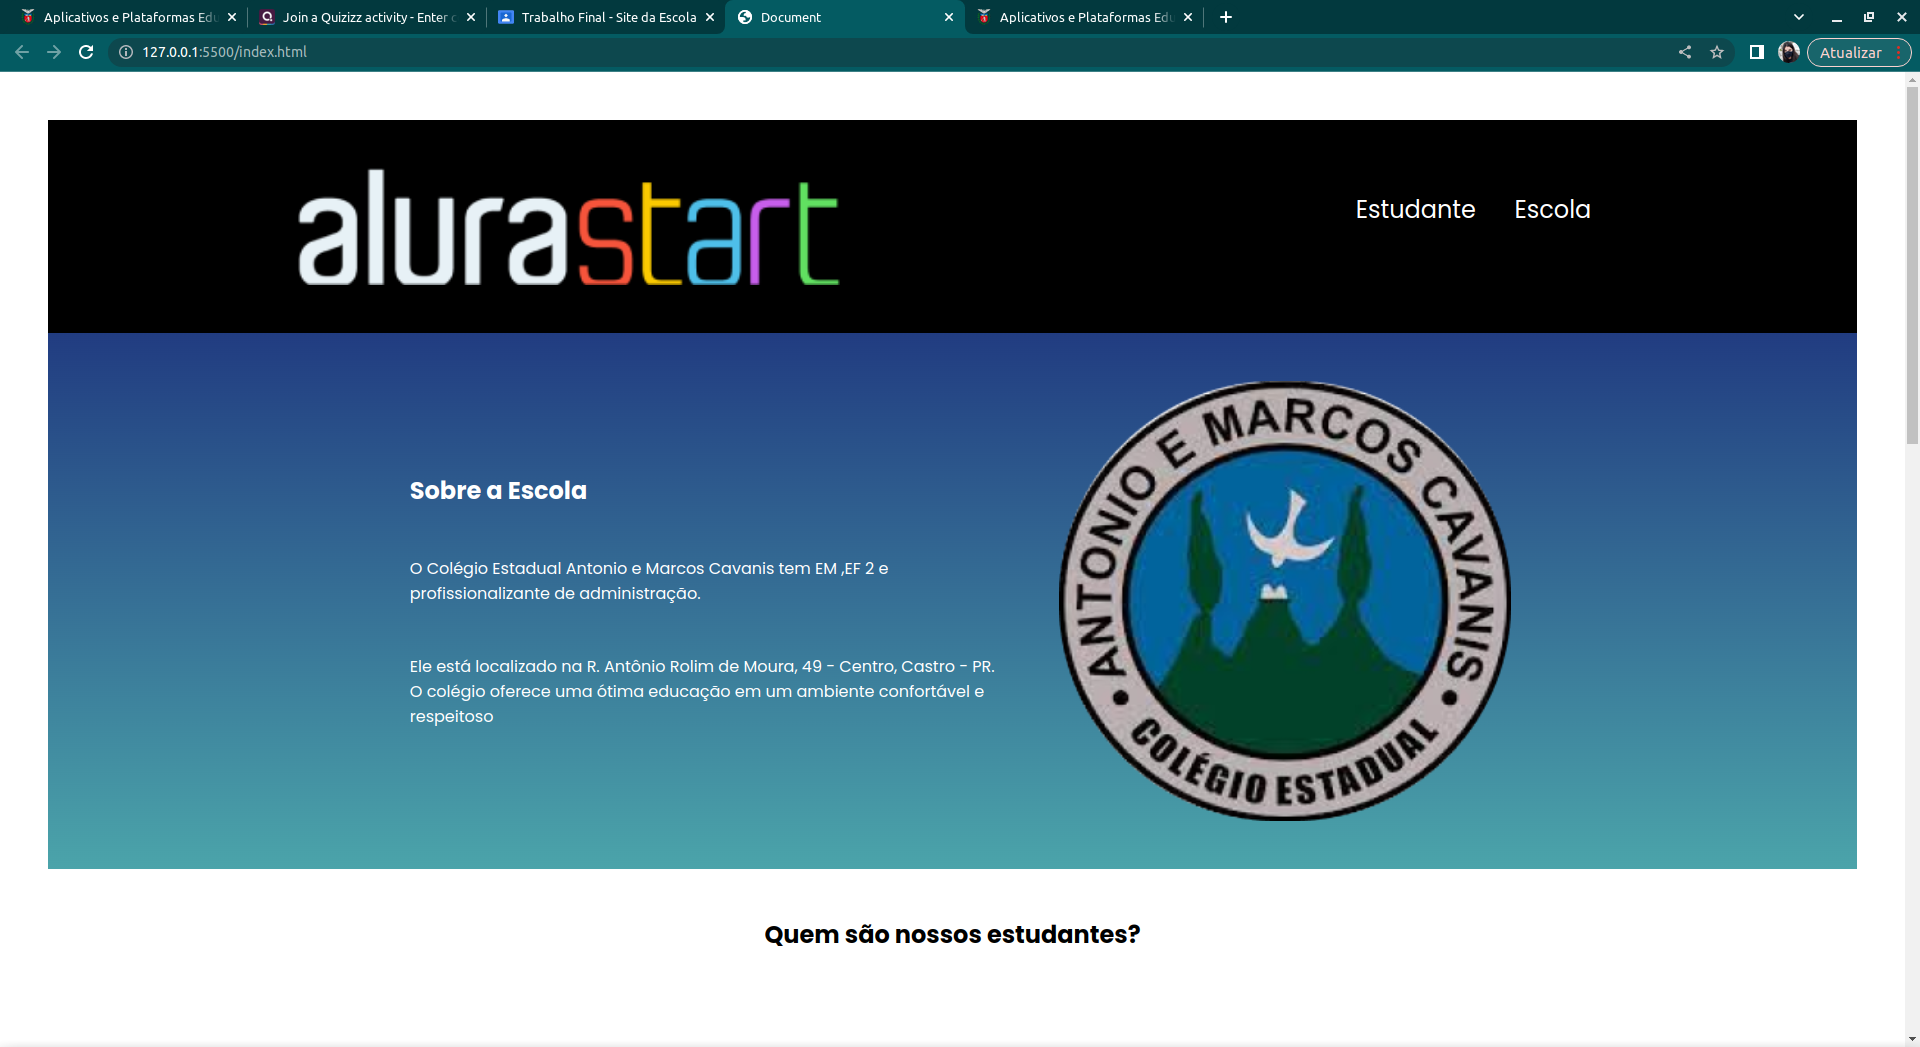 Aplicativos e Plataformas Edu
Join a Quizizz activity - Enter c
Trabalho Final - Site da Escola
Document
Aplicativos e Plataformas Edu
127.0.0.1:5500/index.html
Atualizar
alurastart
Estudante
Escola
Sobre a Escola
O Colégio Estadual Antonio e Marcos Cavanis tem EM ,EF 2 e
profissionalizante de administração.
Ele está localizado na R. Antônio Rolim de Moura, 49 - Centro, Castro - PR.
O colégio oferece uma ótima educação em um ambiente confortável e
respeitoso
ANTONIO E MARCOS CAVANIS
• COLÉGIO ESTADUAL •
Quem são nossos estudantes?